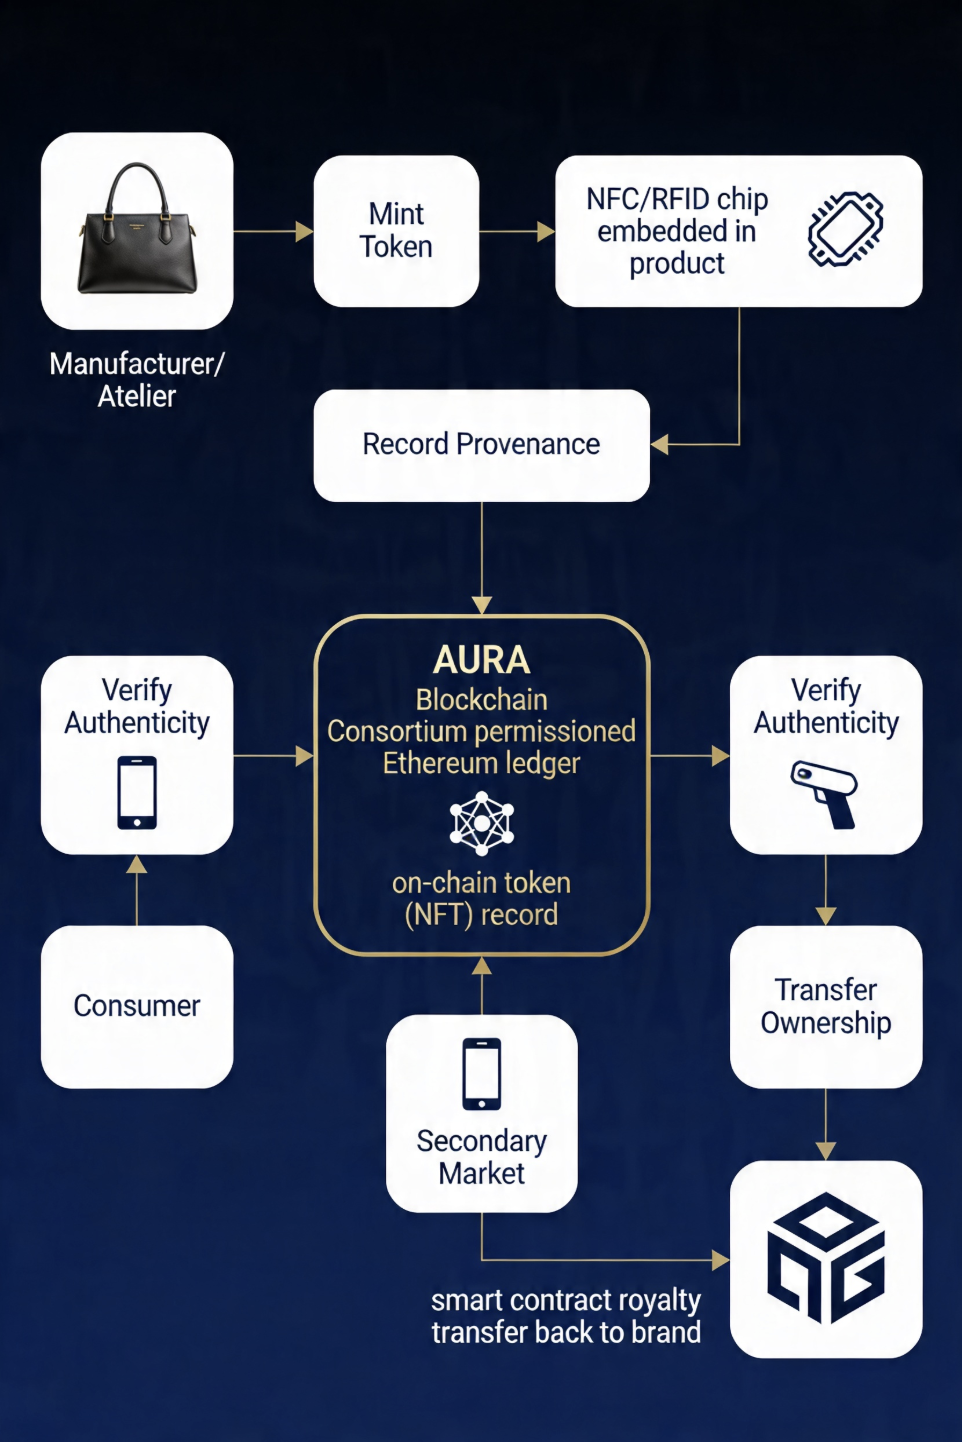 Mint
Token
NFC/RFID chip
embedded in
product
Manufacturer/
Atelier
Record Provenance
AURA
Blockchain
Consortium permissioned
Ethereum ledger
on-chain token
(NFT) record
Verify
Authenticity
Verify
Authenticity
Consumer
Transfer
Ownership
Secondary
Market
smart contract royalty
transfer back to brand